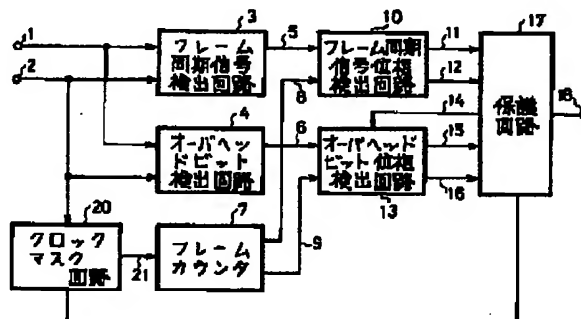 1
2
3
フレーム
同期信号
検出回路
5
10
フレーム同期
信号位相
検出回路
11
12
17
保護
回路
18
8
4
オーバヘッ
ドビット
検出回路
6
14
オーバヘッド
ビット位相
検出回路
15
16
13
20
クロック
マスク
回路
21
7
フレーム
カウンタ
9